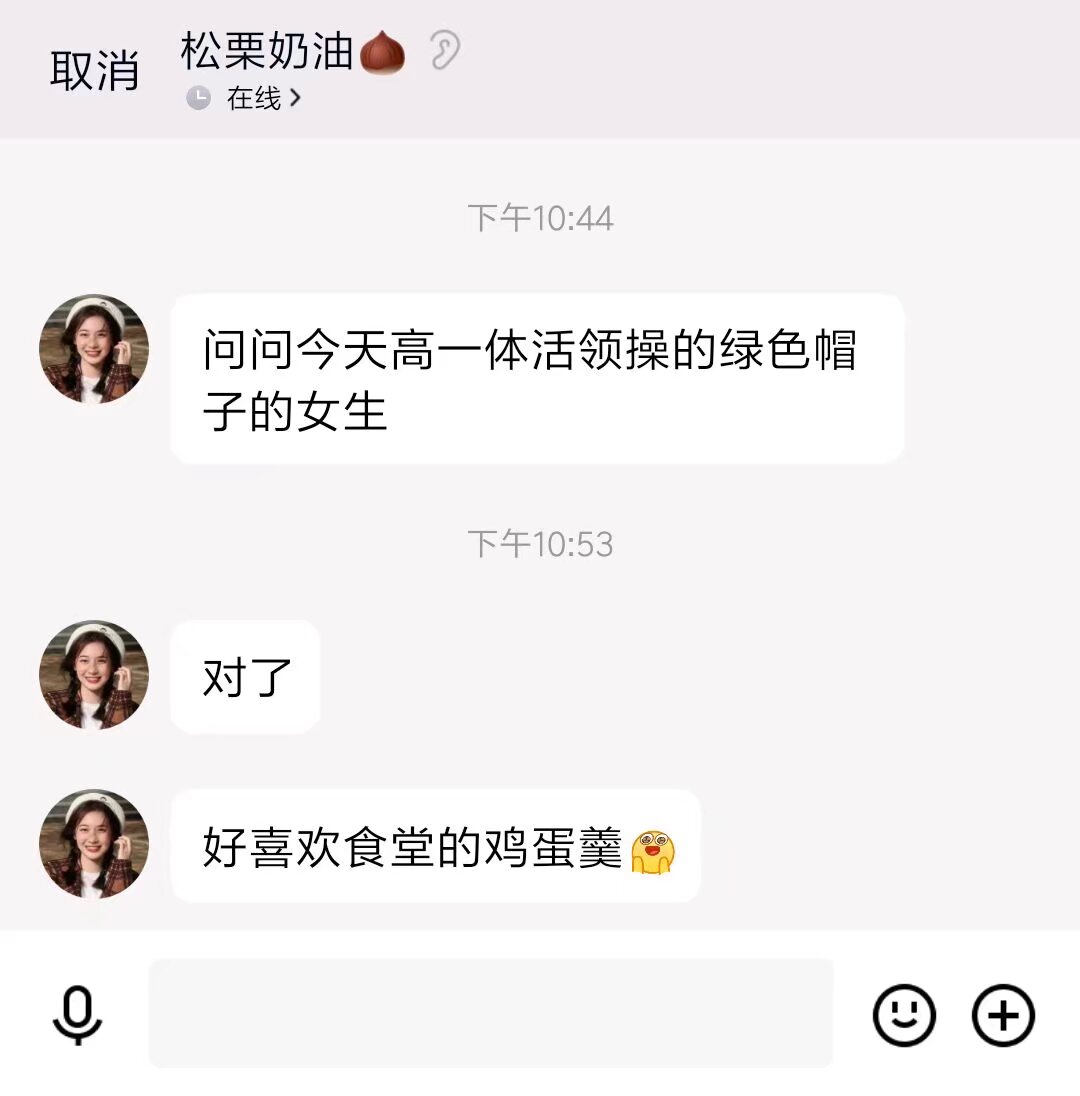 取消
松栗奶油🌰
在线
下午10:44
问问今天高一体活领操的绿色帽
子的女生
下午10:53
对了
好喜欢食堂的鸡蛋羹